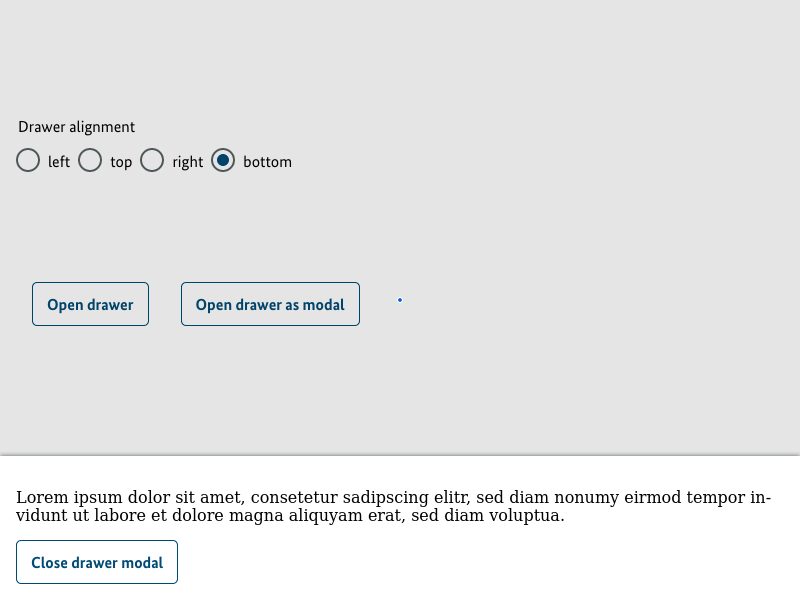 Drawer alignment
left top right bottom
Open drawer Open drawer as modal
Lorem ipsum dolor sit amet, consetetur sadipscing elitr, sed diam nonumy eirmod tempor in-
vidunt ut labore et dolore magna aliquyam erat, sed diam voluptua.
Close drawer modal